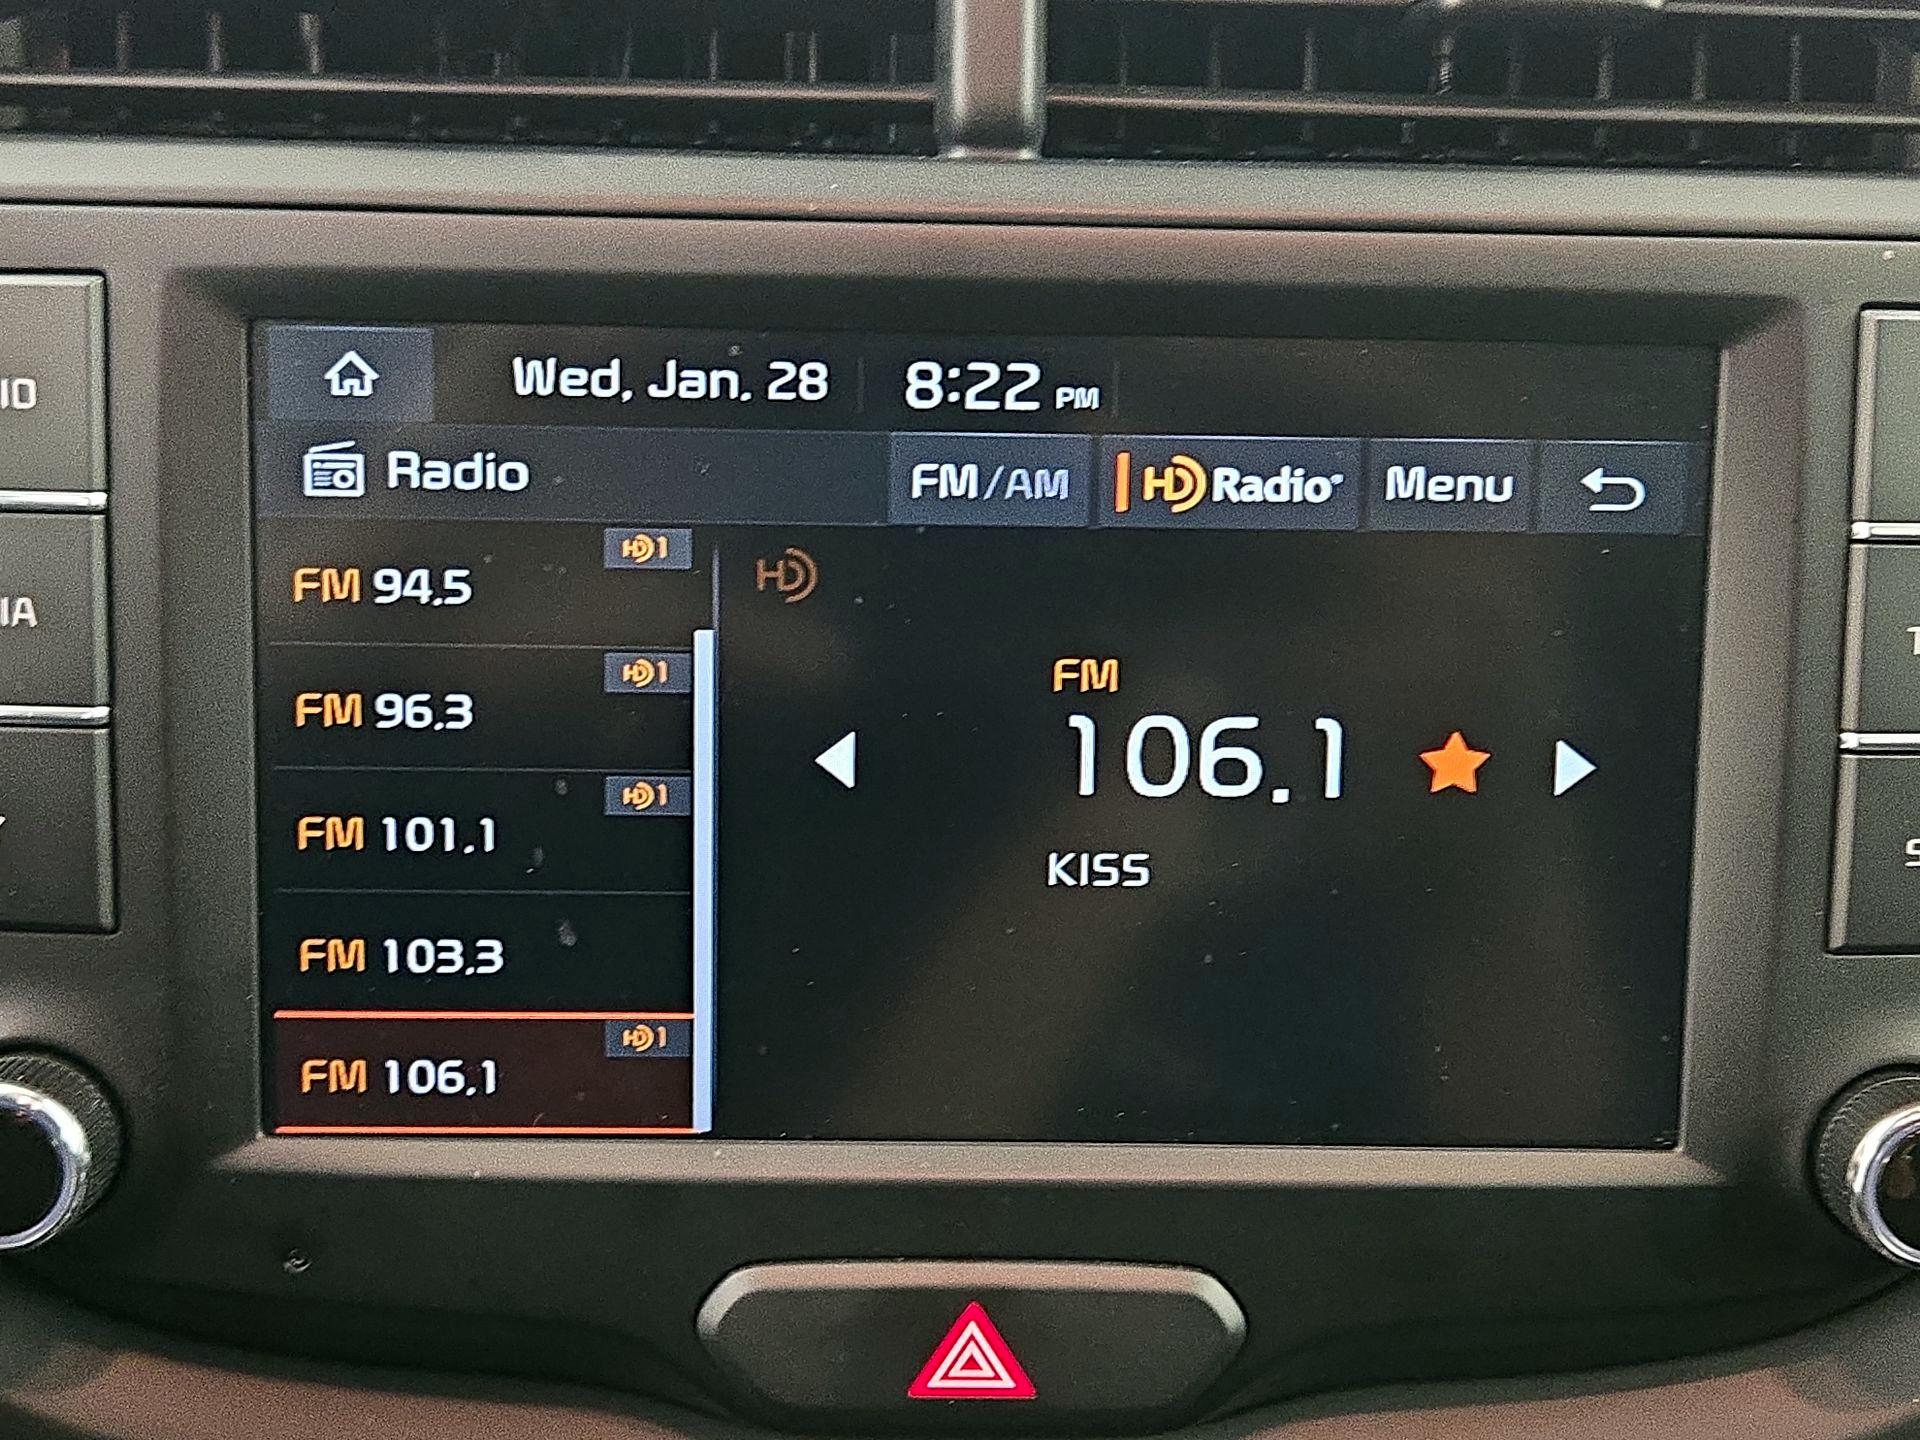 Wed, Jan. 28 8:22 PM
Radio FM/AM HD Radio Menu
FM 94.5 HD1
HD
FM 96.3 HD1
FM 101.1 HD1
FM 103.3
FM 106.1 HD1
FM
106.1
KISS